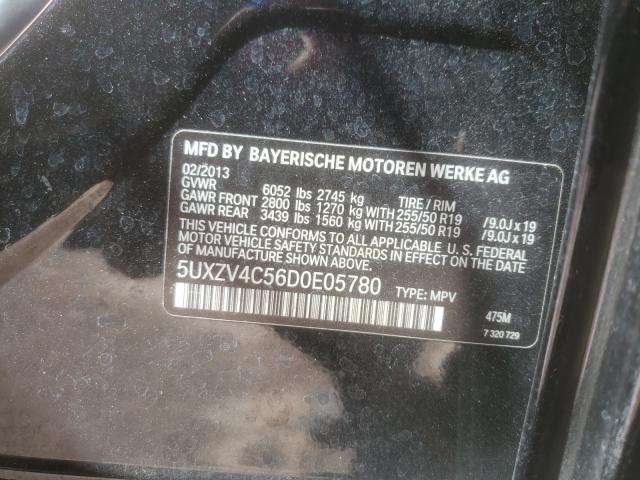 MFD BY BAYERISCHE MOTOREN WERKE AG
02/2013
GVWR 6052 lbs 2745 kg TIRE / RIM
GAWR FRONT 2800 lbs 1270 kg WITH 255/50 R19 /9.0J x 19
GAWR REAR 3439 lbs 1560 kg WITH 255/50 R19 /9.0J x 19
THIS VEHICLE CONFORMS TO ALL APPLICABLE U.S. FEDERAL
MOTOR VEHICLE SAFETY STANDARDS IN EFFECT ON THE DATE
OF MANUFACTURE SHOWN ABOVE.
5UXZV4C56D0E05780 TYPE: MPV
475M
7 320 729